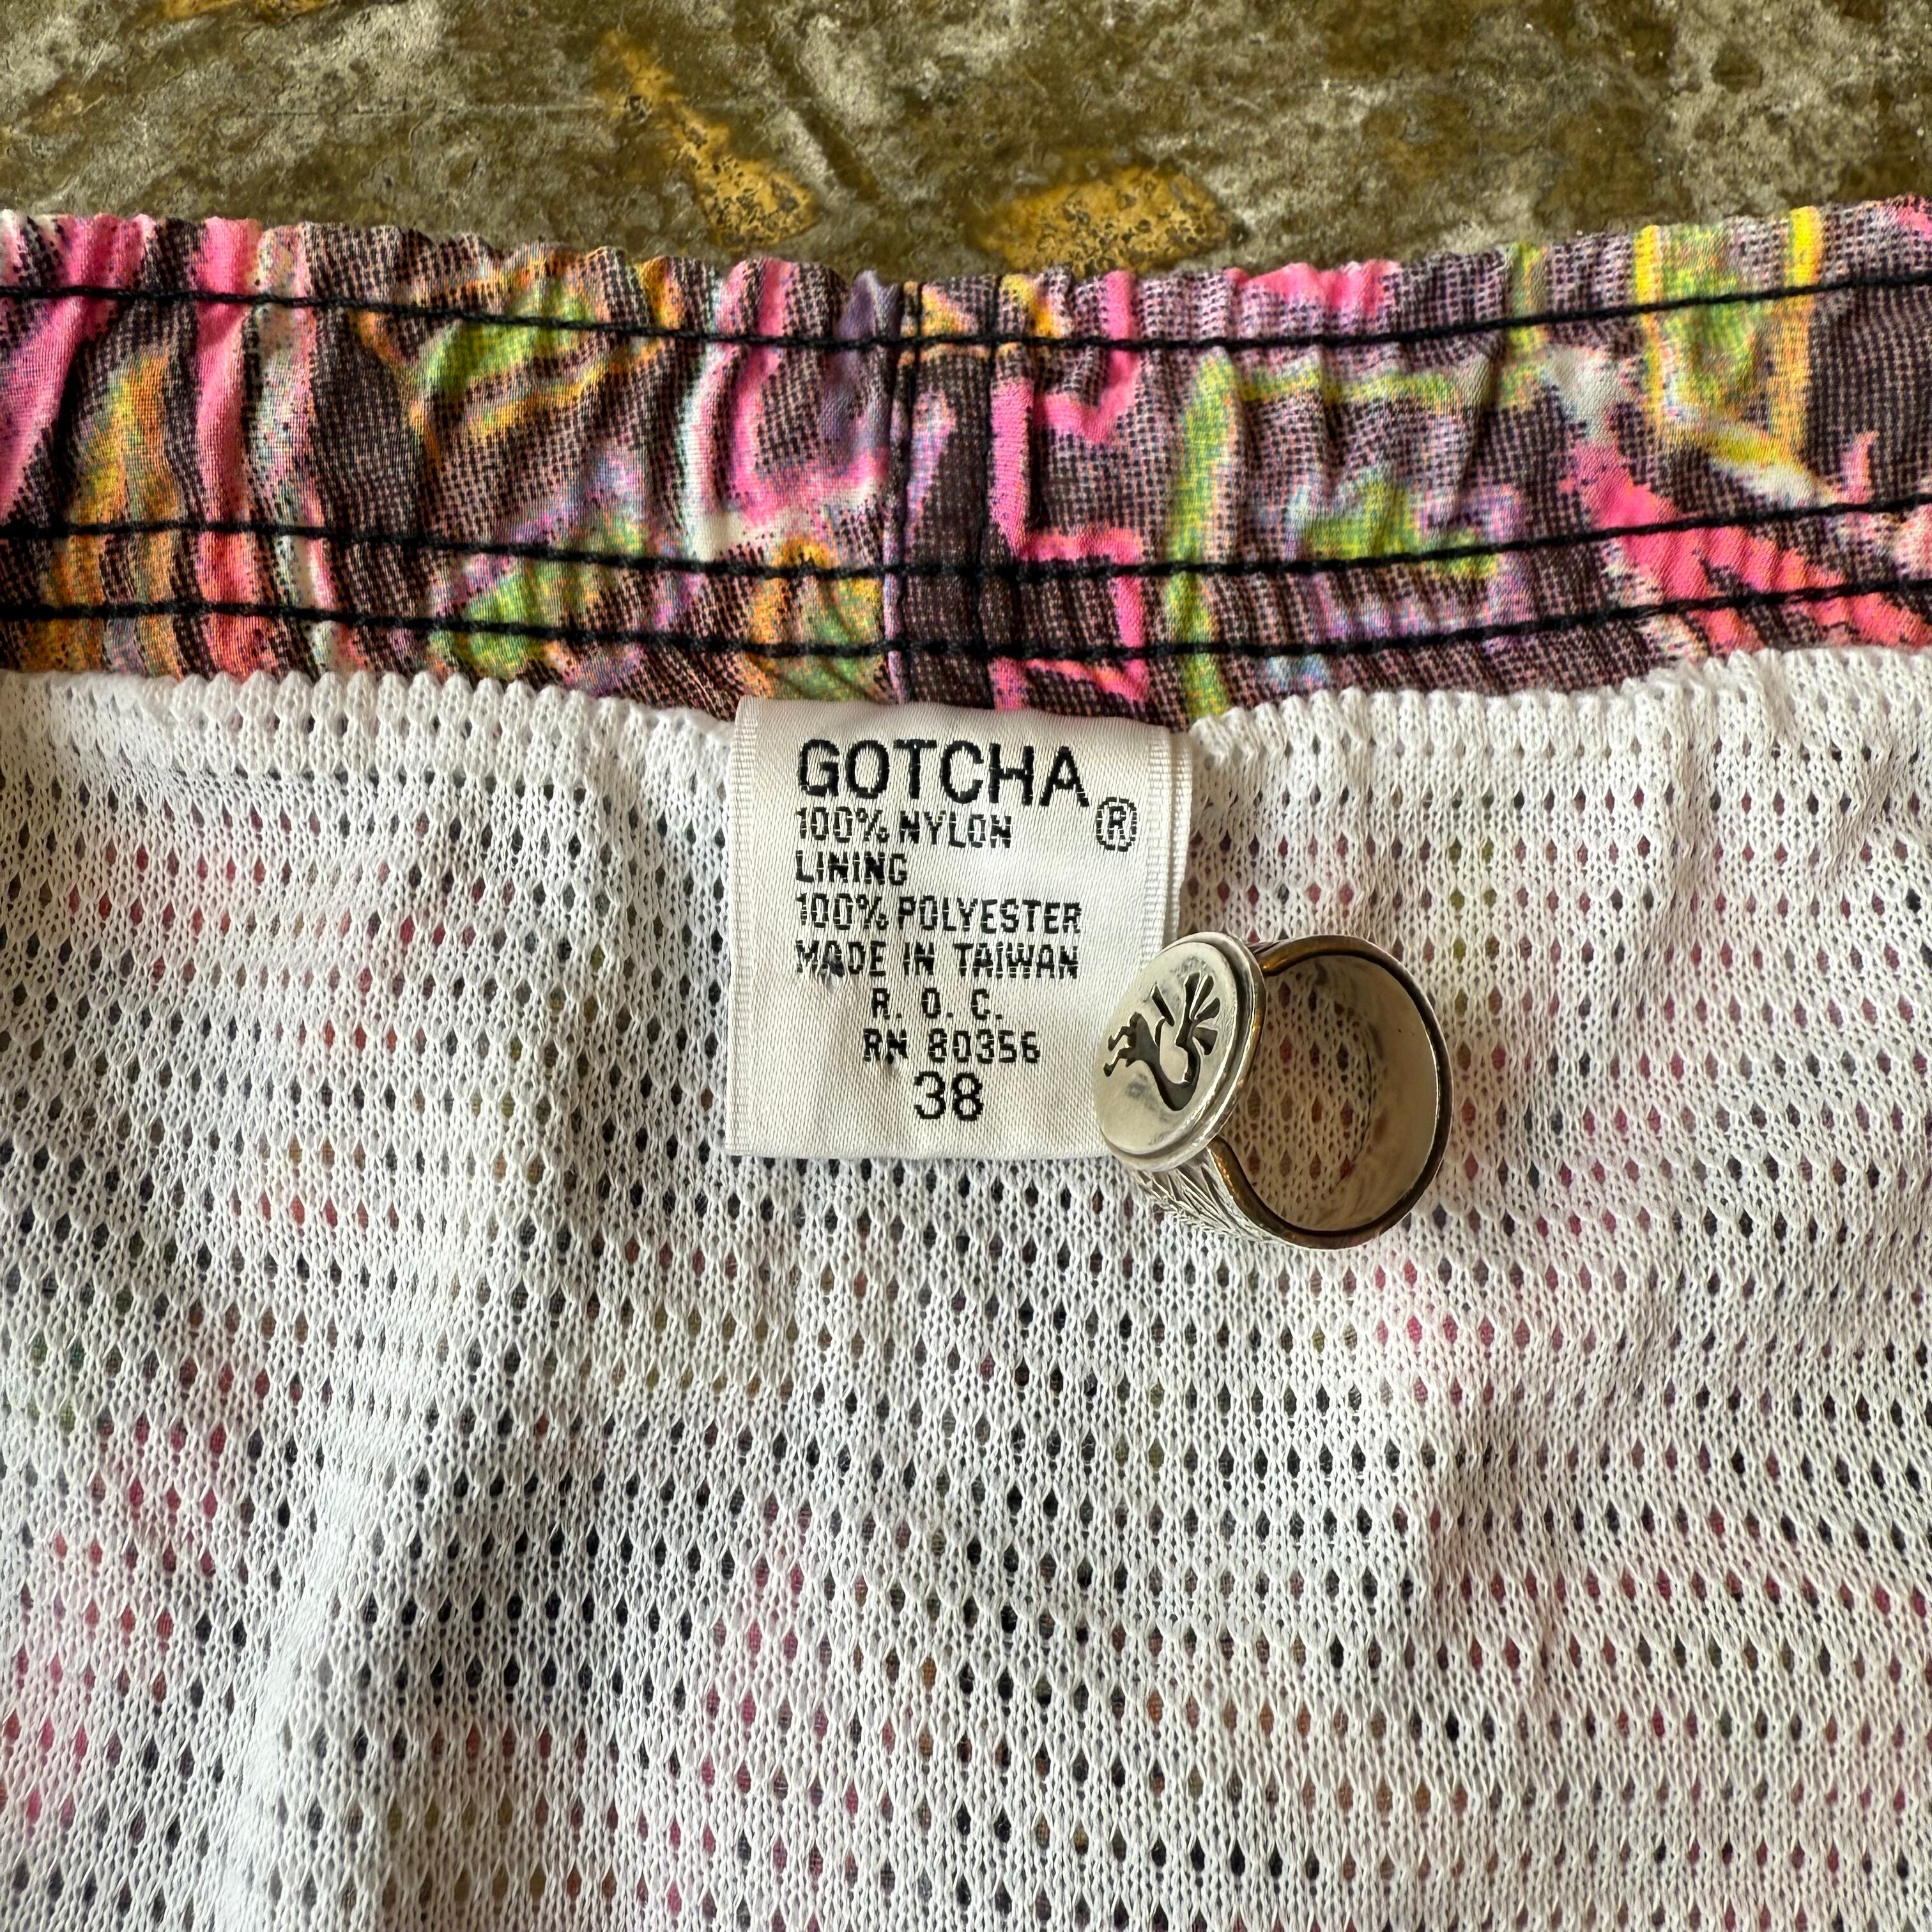 GOTCHA®
100% NYLON
LINING
100% POLYESTER
MADE IN TAIWAN
R. O. C.
RN 80356
38